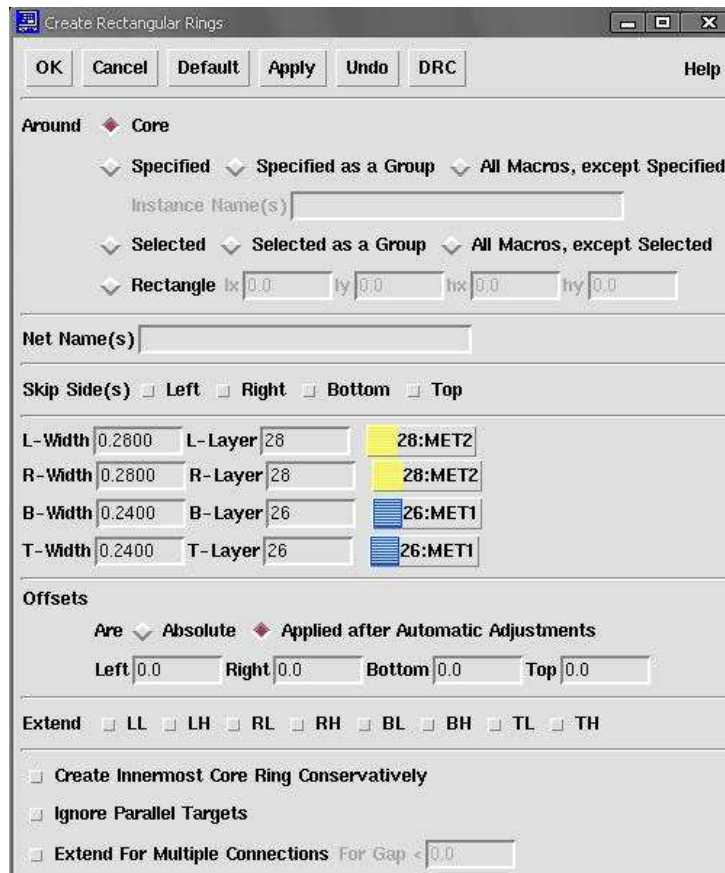 Create Rectangular Rings
OK Cancel Default Apply Undo DRC Help
Around Core
Specified Specified as a Group All Macros, except Specified
Instance Name(s)
Selected Selected as a Group All Macros, except Selected
Rectangle lx 0.0 ly 0.0 hx 0.0 hy 0.0
Net Name(s)
Skip Side(s) Left Right Bottom Top
L-Width 0.2800 L-Layer 28 28:MET2
R-Width 0.2800 R-Layer 28 28:MET2
B-Width 0.2400 B-Layer 26 26:MET1
T-Width 0.2400 T-Layer 26 26:MET1
Offsets
Are Absolute Applied after Automatic Adjustments
Left 0.0 Right 0.0 Bottom 0.0 Top 0.0
Extend LL LH RL RH BL BH TL TH
Create Innermost Core Ring Conservatively
Ignore Parallel Targets
Extend For Multiple Connections For Gap < 0.0